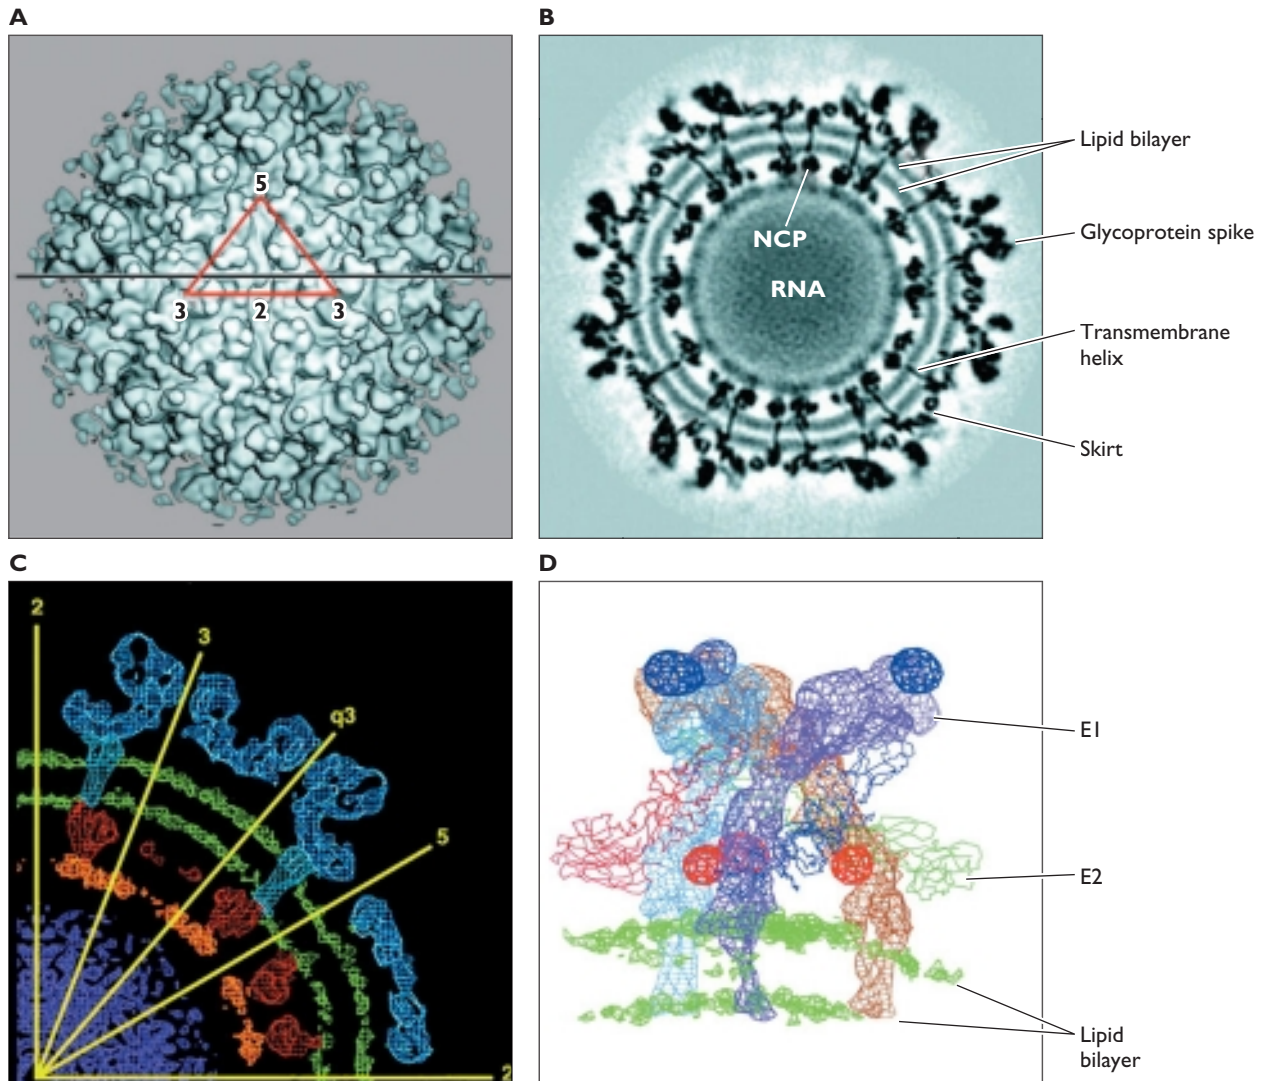 A
5
3
2
3
B
NCP
RNA
Lipid bilayer
Glycoprotein spike
Transmembrane
helix
Skirt
C
2
3
q3
5
2
D
E1
E2
Lipid
bilayer